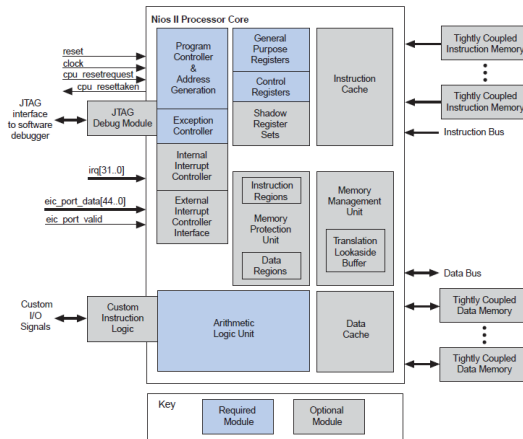 Nios II Processor Core
reset
clock
cpu_resetrequest
cpu_resettaken
JTAG
interface
to software
debugger
JTAG
Debug Module
irq[31..0]
eic_port_data[44..0]
eic_port_valid
Custom
I/O
Signals
Custom
Instruction
Logic
Program
Controller
&
Address
Generation
Exception
Controller
Internal
Interrupt
Controller
External
Interrupt
Controller
Interface
General
Purpose
Registers
Control
Registers
Shadow
Register
Sets
Instruction
Cache
Instruction
Regions
Memory
Protection
Unit
Data
Regions
Memory
Management
Unit
Translation
Lookaside
Buffer
Arithmetic
Logic Unit
Data
Cache
Tightly Coupled
Instruction Memory
Tightly Coupled
Instruction Memory
Instruction Bus
Data Bus
Tightly Coupled
Data Memory
Tightly Coupled
Data Memory
Key
Required
Module
Optional
Module